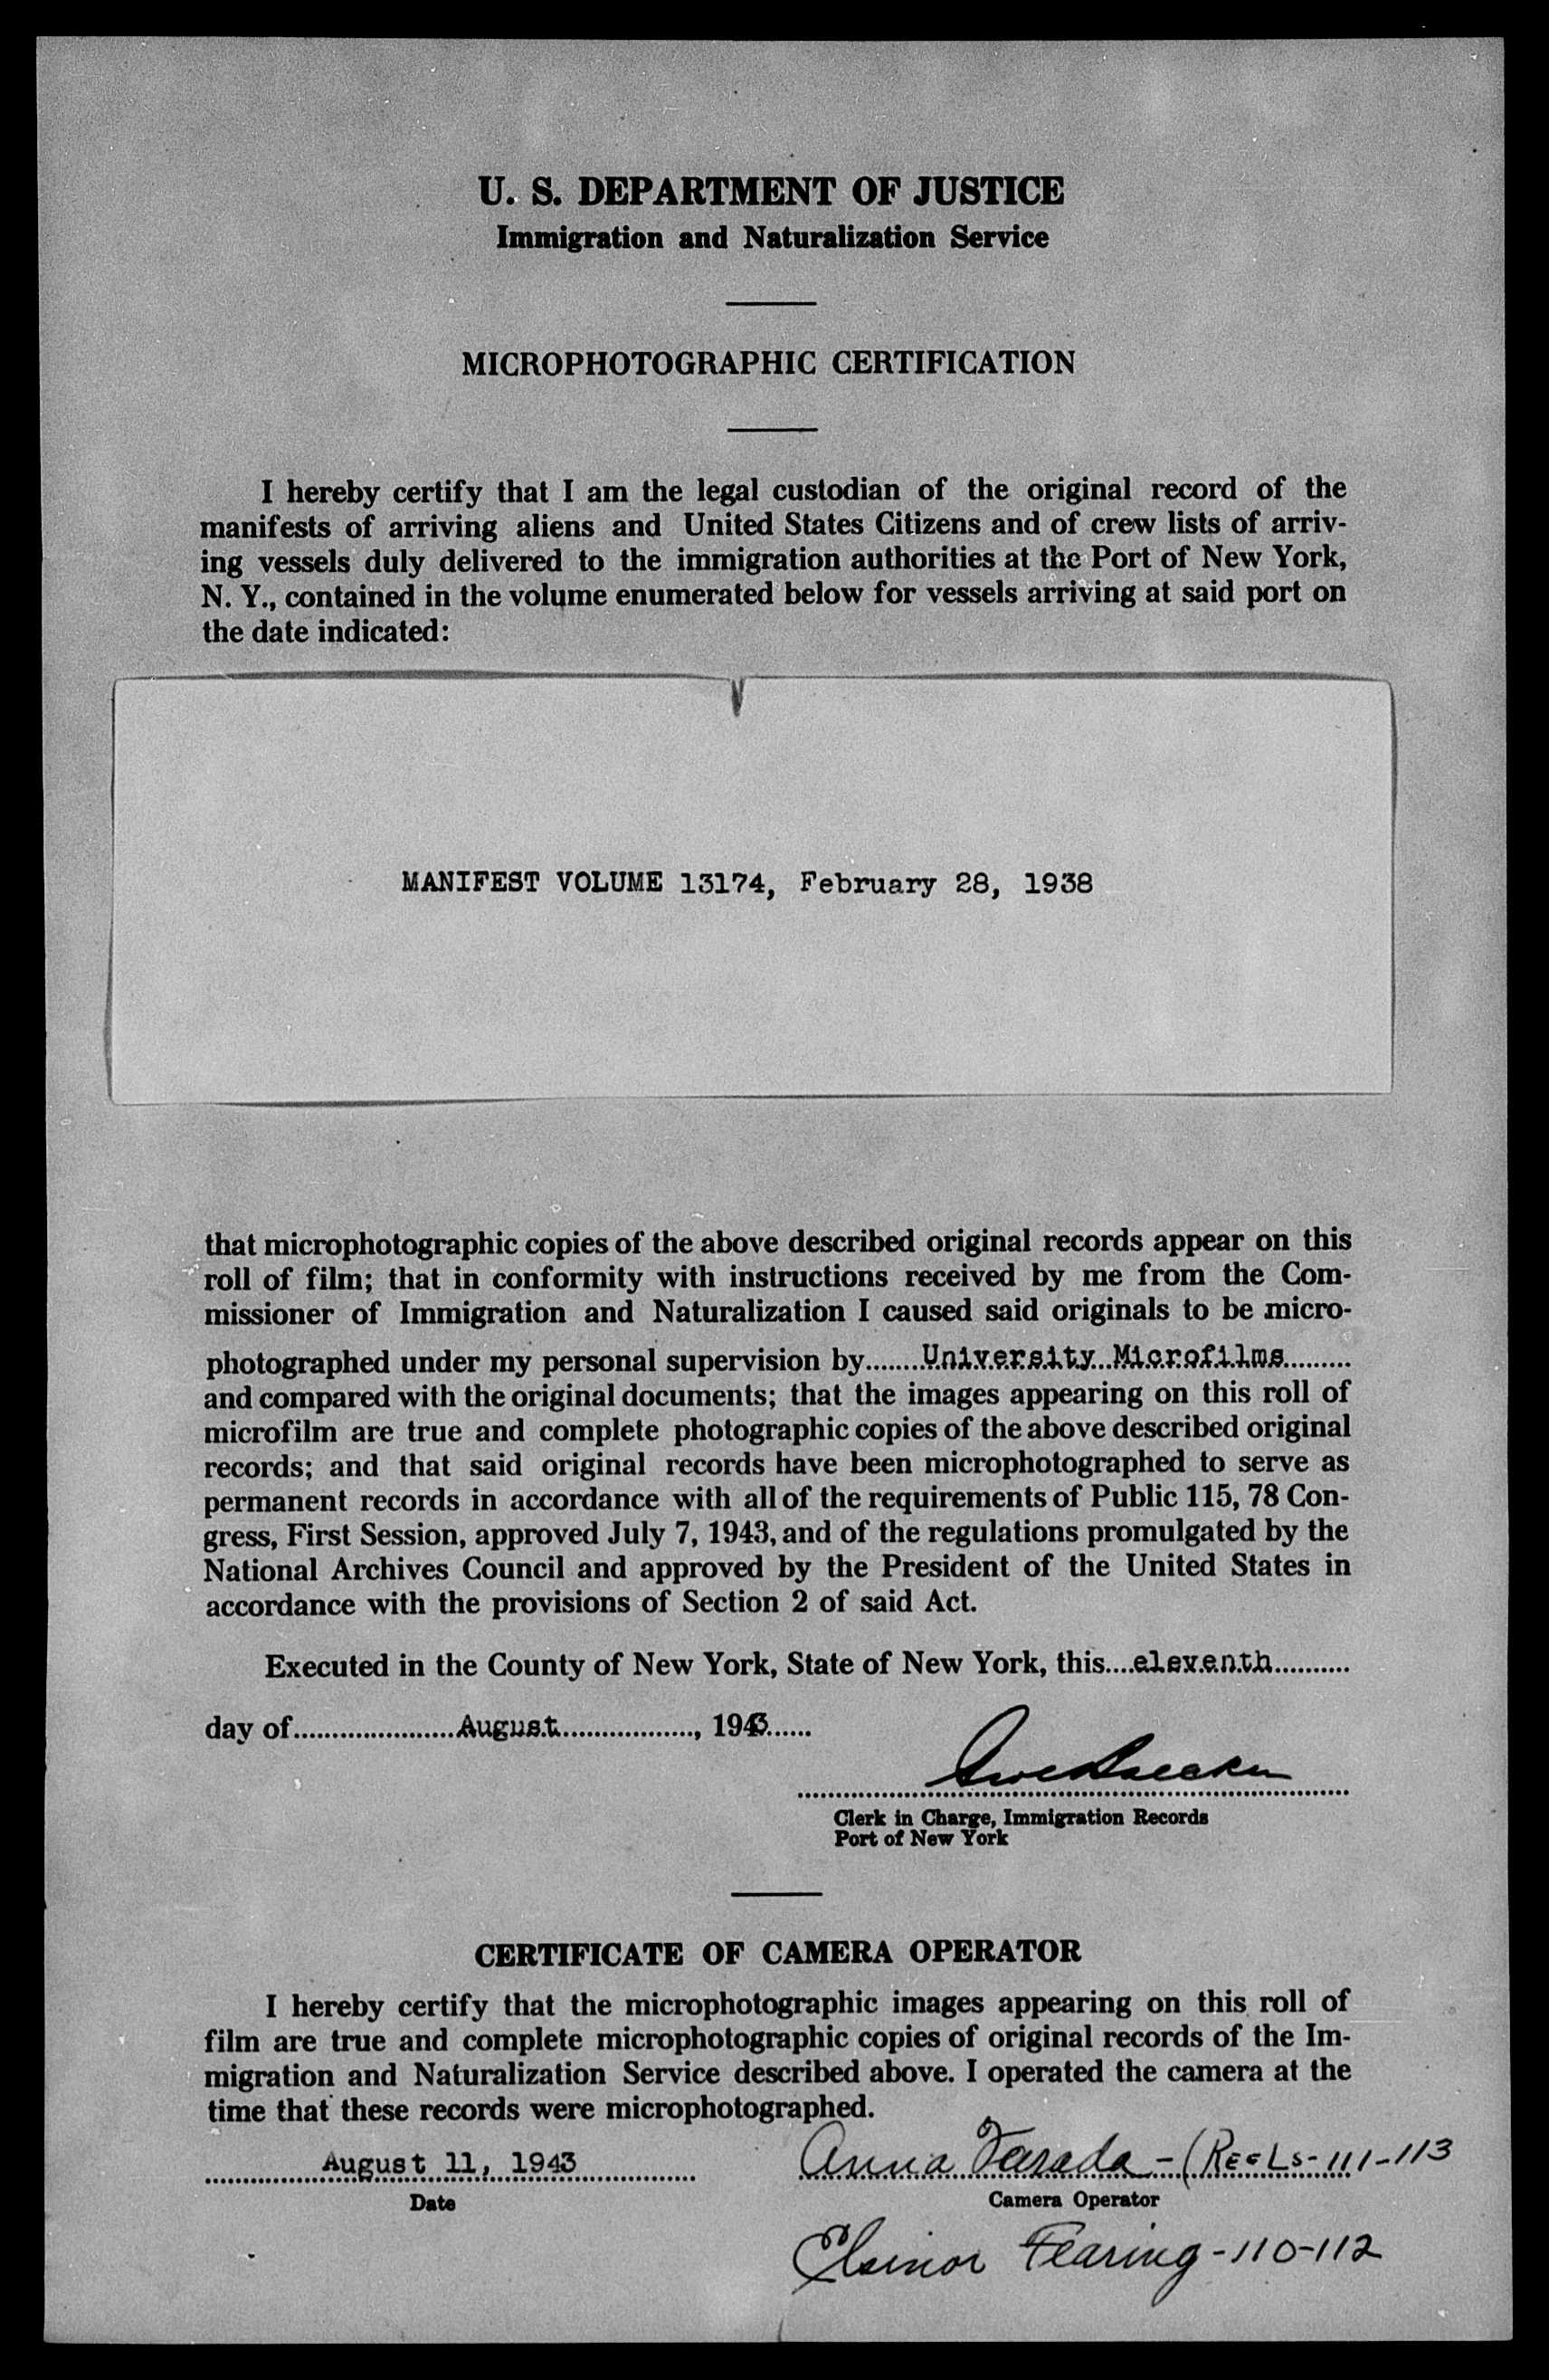 U. S. DEPARTMENT OF JUSTICE
Immigration and Naturalization Service
MICROPHOTOGRAPHIC CERTIFICATION
I hereby certify that I am the legal custodian of the original record of the
manifests of arriving aliens and United States Citizens and of crew lists of arriv-
ing vessels duly delivered to the immigration authorities at the Port of New York,
N. Y., contained in the volume enumerated below for vessels arriving at said port on
the date indicated:
MANIFEST VOLUME 13174, February 28, 1938
that microphotographic copies of the above described original records appear on this
roll of film; that in conformity with instructions received by me from the Com-
missioner of Immigration and Naturalization I caused said originals to be micro-
photographed under my personal supervision by........University Microfilms.........
and compared with the original documents; that the images appearing on this roll of
microfilm are true and complete photographic copies of the above described original
records; and that said original records have been microphotographed to serve as
permanent records in accordance with all of the requirements of Public 115, 78 Con-
gress, First Session, approved July 7, 1943, and of the regulations promulgated by the
National Archives Council and approved by the President of the United States in
accordance with the provisions of Section 2 of said Act.
Executed in the County of New York, State of New York, this....eleventh..........
day of.....................August................., 1943......
Clerk in Charge, Immigration Records
Port of New York
CERTIFICATE OF CAMERA OPERATOR
I hereby certify that the microphotographic images appearing on this roll of
film are true and complete microphotographic copies of original records of the Im-
migration and Naturalization Service described above. I operated the camera at the
time that these records were microphotographed.
August 11, 1943 Anna - (REELS - 111-113
Date Camera Operator
Fearing - 110-112